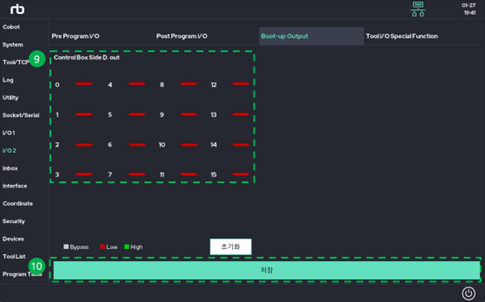 rb
01-27
19:41
Cobot
System
Tool/TCP
Log
Utility
Socket/Serial
I/O 1
I/O 2
Inbox
Interface
Coordinate
Security
Devices
Tool List
Program Table
Pre Program I/O
Post Program I/O
Boot-up Output
Tool I/O Special Function
9
Control Box Side D. out
0 4 8 12
1 5 9 13
2 6 10 14
3 7 11 15
Bypass Low High
초기화
10
저장